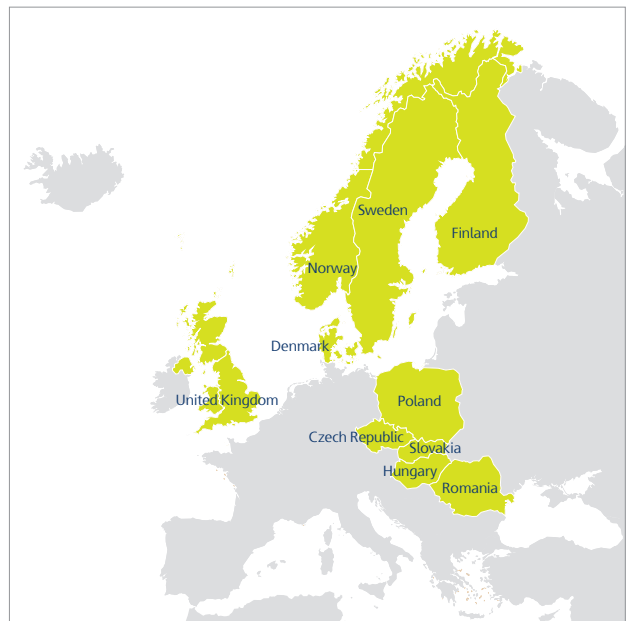 Sweden
Finland
Norway
Denmark
United Kingdom
Poland
Czech Republic
Slovakia
Hungary
Romania